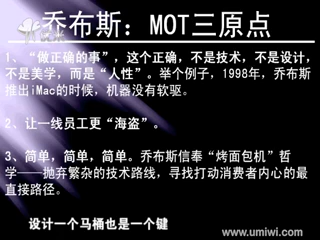 乔布斯：MOT三原点
1、“做正确的事”，这个正确，不是技术，不是设计，
不是美学，而是“人性”。举个例子，1998年，乔布斯
推出iMac的时候，机器没有软驱。
2、让一线员工更“海盗”。
3、简单，简单，简单。乔布斯信奉“烤面包机”哲
学——抛弃繁杂的技术路线，寻找打动消费者内心的最
直接路径。
设计一个马桶也是一个键
www.umiwi.com